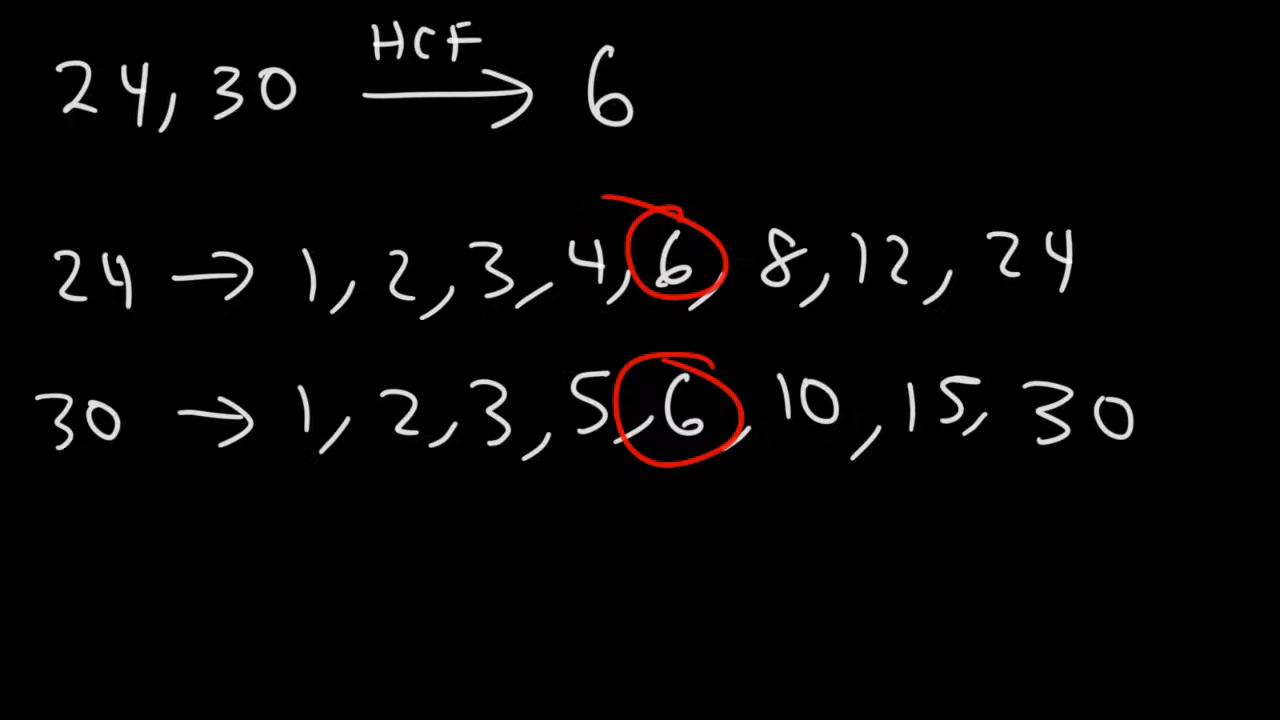 24, 30 HCF → 6
24 → 1, 2, 3, 4, 6, 8, 12, 24
30 → 1, 2, 3, 5, 6, 10, 15, 30